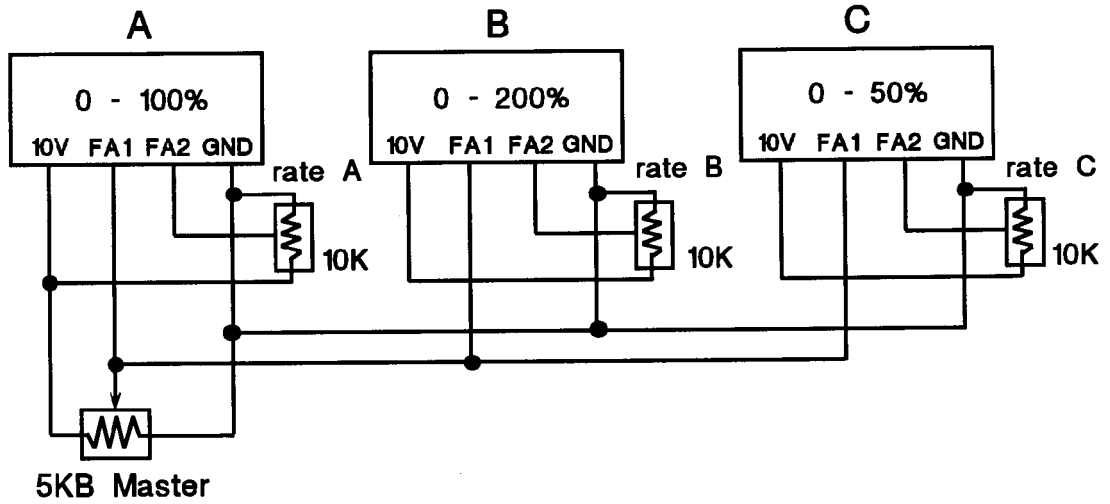 A
B
C
0 - 100%
0 - 200%
0 - 50%
10V FA1 FA2 GND
10V FA1 FA2 GND
10V FA1 FA2 GND
rate A
rate B
rate C
10K
10K
10K
5KB Master